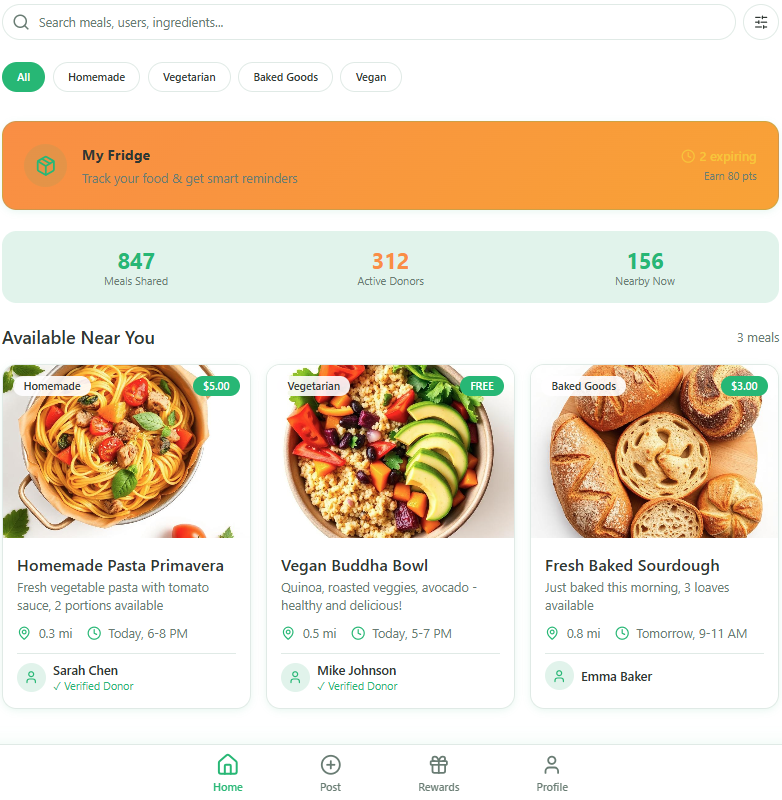 Search meals, users, ingredients...
All
Homemade
Vegetarian
Baked Goods
Vegan
My Fridge
Track your food & get smart reminders
2 expiring
Earn 80 pts
847
Meals Shared
312
Active Donors
156
Nearby Now
Available Near You
3 meals
Homemade
$5.00
Homemade Pasta Primavera
Fresh vegetable pasta with tomato
sauce, 2 portions available
0.3 mi
Today, 6-8 PM
Sarah Chen
✓ Verified Donor
Vegetarian
FREE
Vegan Buddha Bowl
Quinoa, roasted veggies, avocado -
healthy and delicious!
0.5 mi
Today, 5-7 PM
Mike Johnson
✓ Verified Donor
Baked Goods
$3.00
Fresh Baked Sourdough
Just baked this morning, 3 loaves
available
0.8 mi
Tomorrow, 9-11 AM
Emma Baker
Home
Post
Rewards
Profile